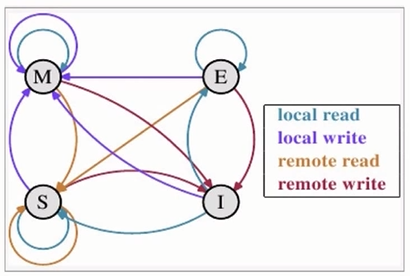 M
E
local read
local write
remote read
remote write
S
I